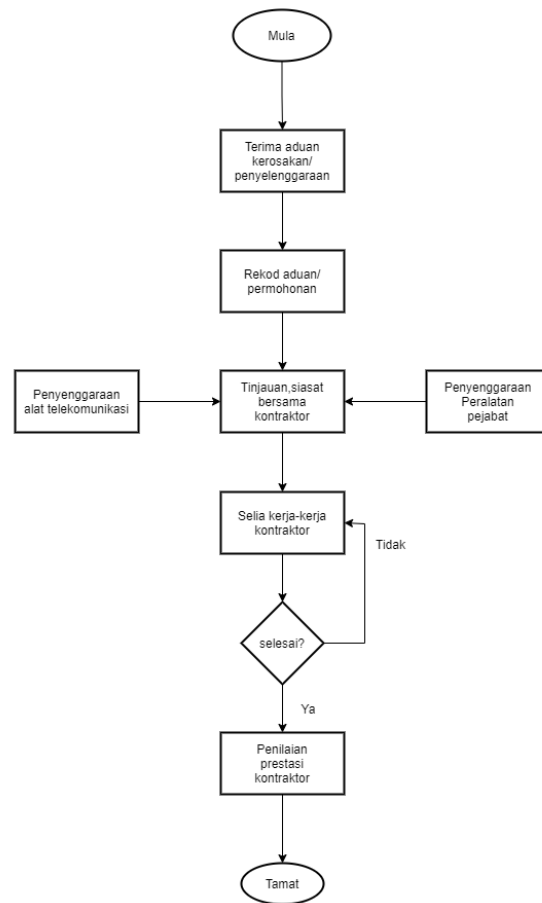 Mula
Terima aduan
kerosakan/
penyelenggaraan
Rekod aduan/
permohonan
Penyenggaraan
alat telekomunikasi
Tinjauan,siasat
bersama
kontraktor
Penyenggaraan
Peralatan
pejabat
Selia kerja-kerja
kontraktor
Tidak
selesai?
Ya
Penilaian
prestasi
kontraktor
Tamat